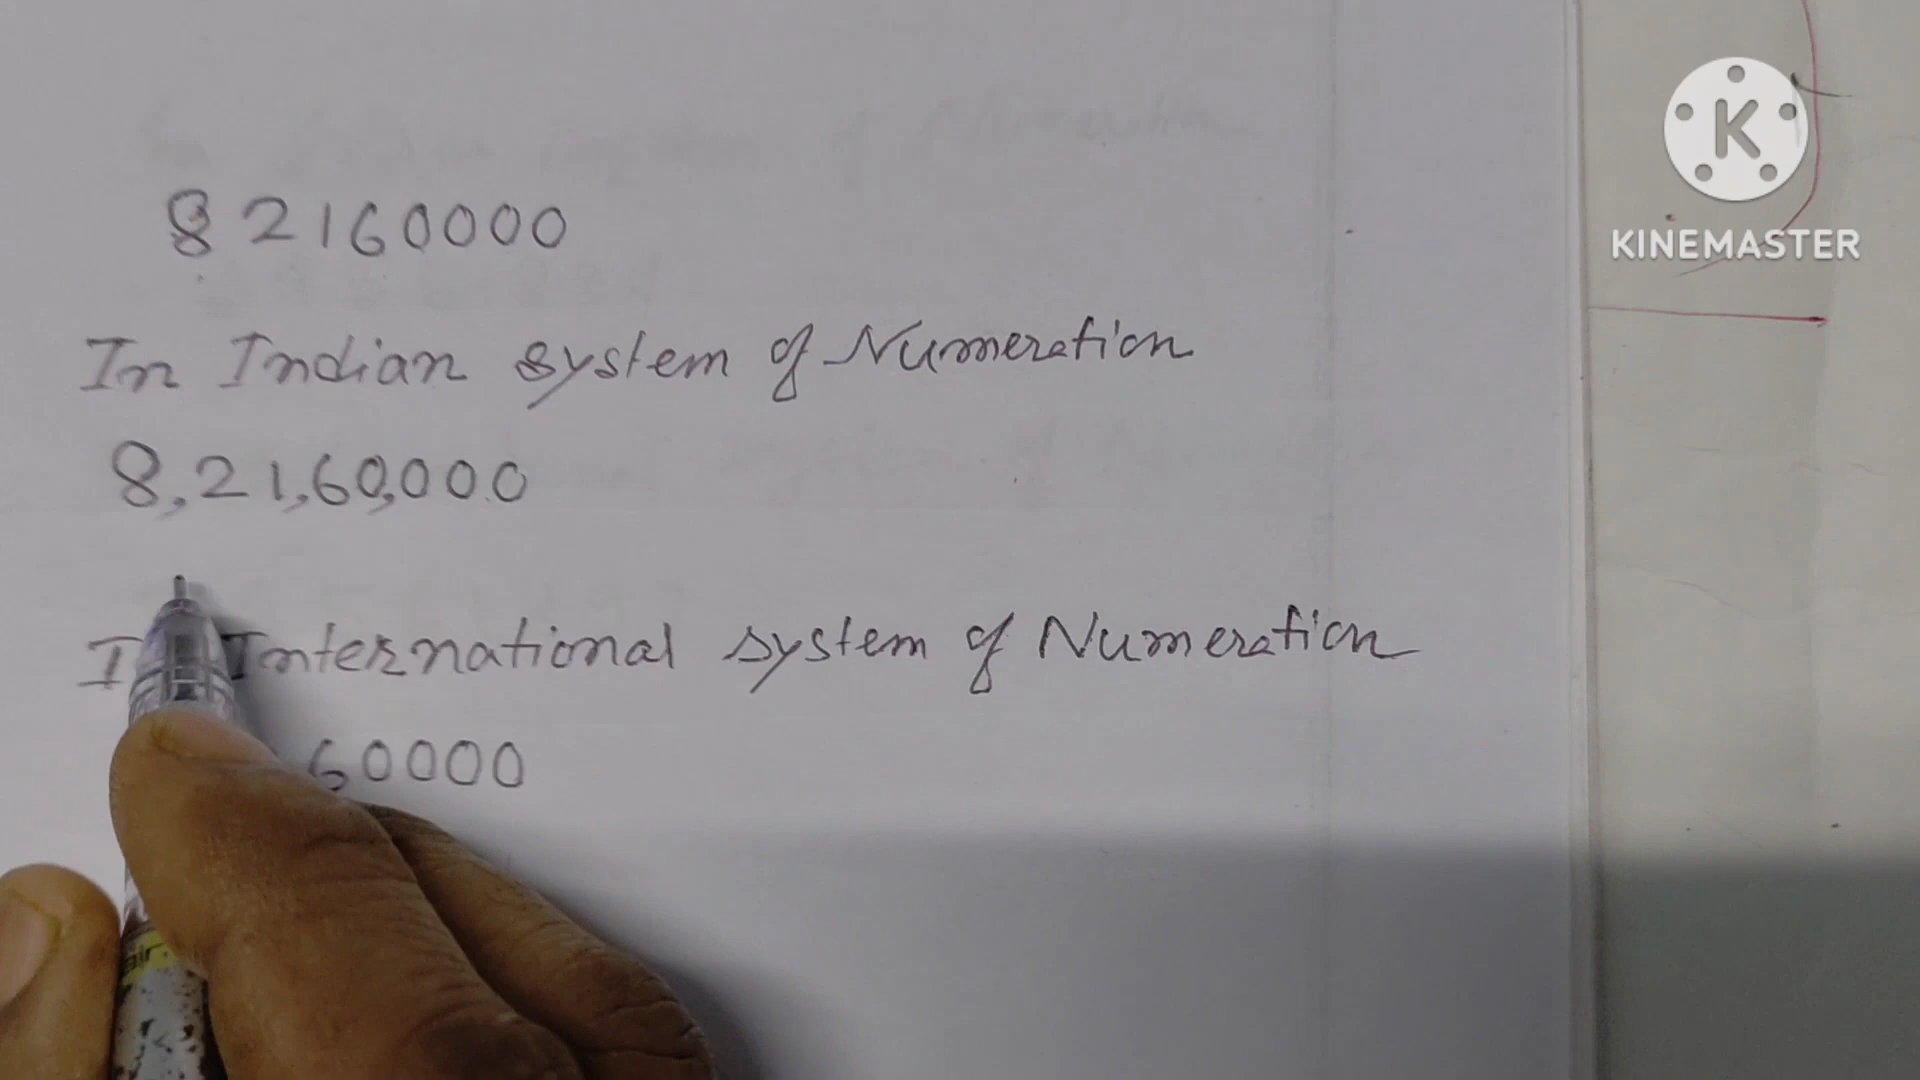 82160000
In Indian system of Numeration
8,21,60,000
International system of Numeration
60000
K
KINEMASTER